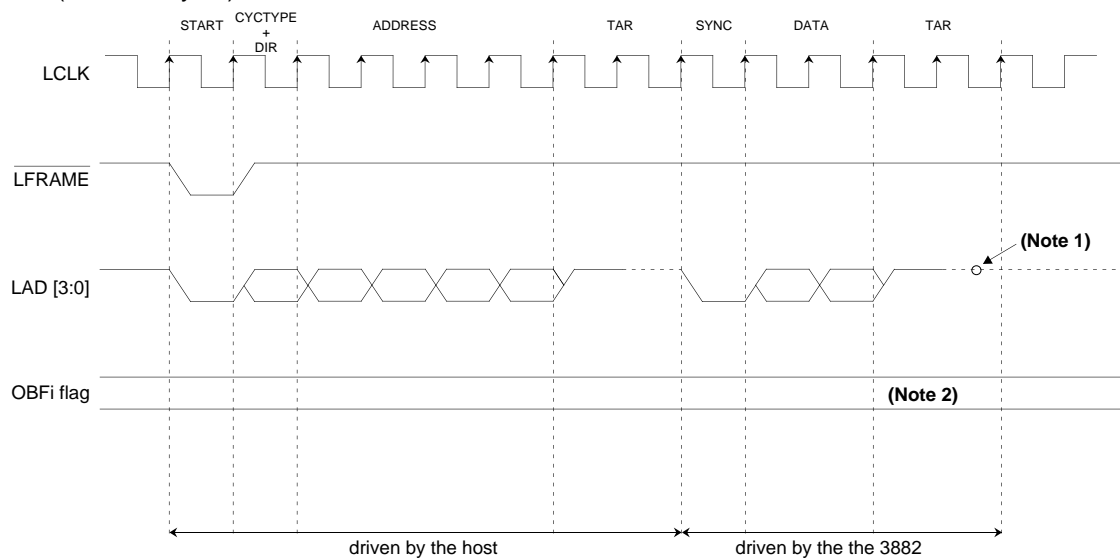 START
CYCTYPE
+
DIR
ADDRESS
TAR
SYNC
DATA
TAR
LCLK
LFRAME
(Note 1)
LAD [3:0]
OBFi flag
(Note 2)
driven by the host
driven by the the 3882